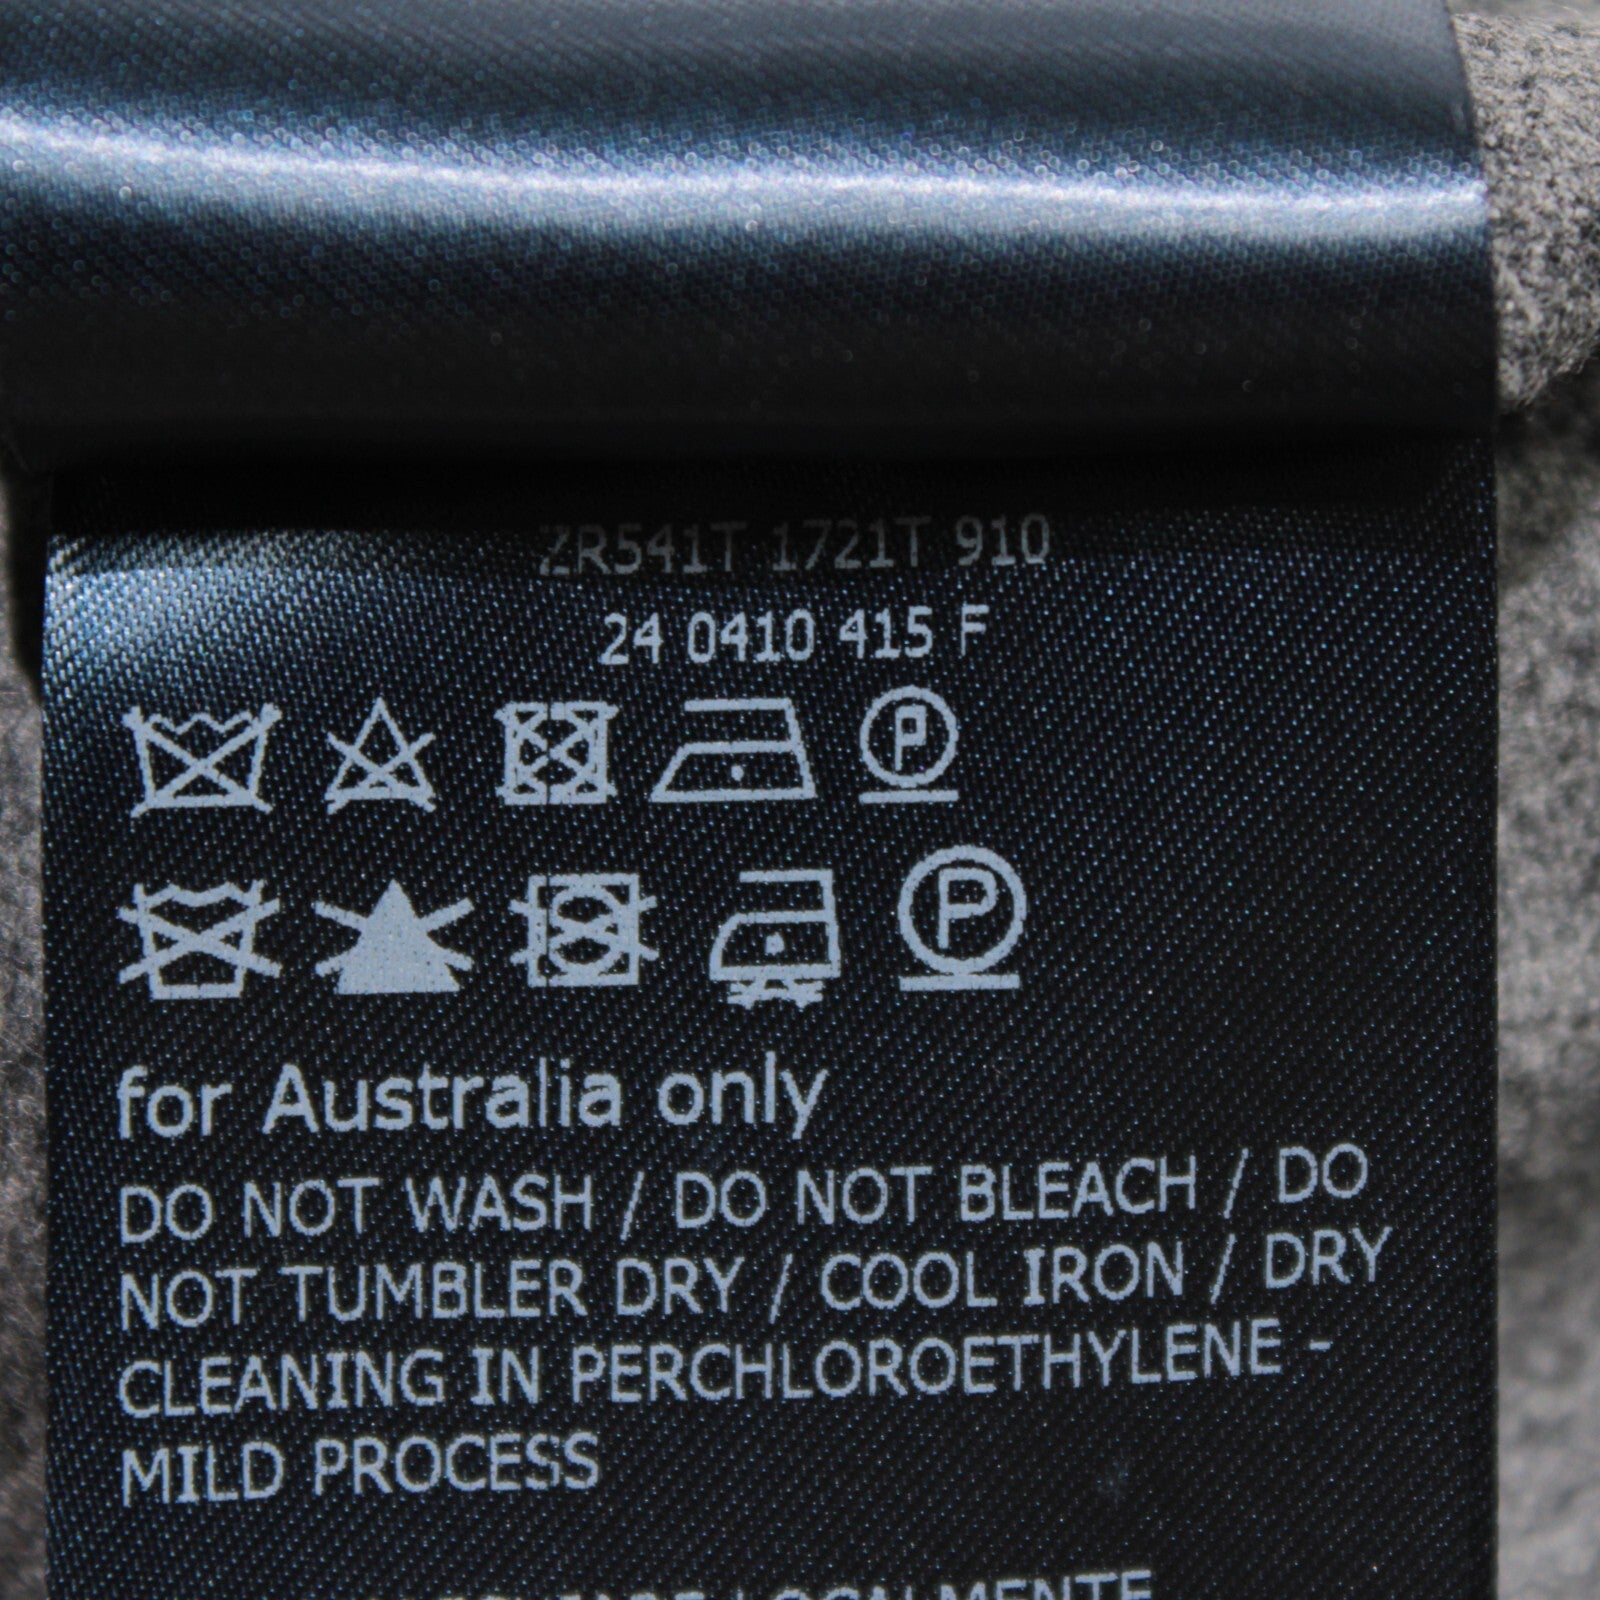 ZR541T 1721T 910
24 0410 415 F
P
P
for Australia only
DO NOT WASH / DO NOT BLEACH / DO
NOT TUMBLER DRY / COOL IRON / DRY
CLEANING IN PERCHLOROETHYLENE -
MILD PROCESS
LOCALMENTE